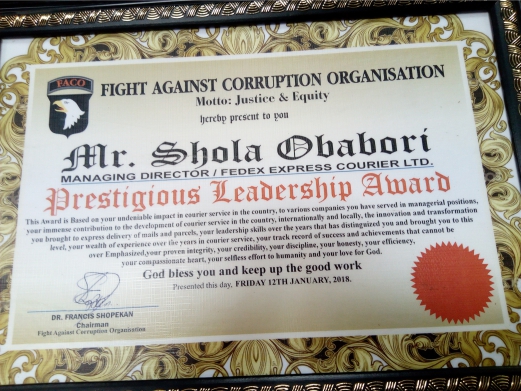 FACO
FIGHT AGAINST CORRUPTION ORGANISATION
Motto: Justice & Equity
hereby present to you
Mr. Shola Obabori
MANAGING DIRECTOR / FEDEX EXPRESS COURIER LTD.
Prestigious Leadership Award
This Award is Based on your undeniable impact in courier service in the country, to various companies you have served in managerial positions,
your immense contribution to the development of courier service in the country, internationally and locally, the innovation and transformation
you brought to express delivery of mails and parcels, your leadership skills over the years that has distinguished you and brought you to this
level, your wealth of experience over the years in courier service, your track record of success and achievements that cannot be
over Emphasized,your proven integrity, your credibility, your discipline, your honesty, your efficiency,
your compassionate heart, your selfless effort to humanity and your love for God.
God bless you and keep up the good work
Presented this day, FRIDAY 12TH JANUARY, 2018.
DR. FRANCIS SHOPEKAN
Chairman
Fight Against Corruption Organization